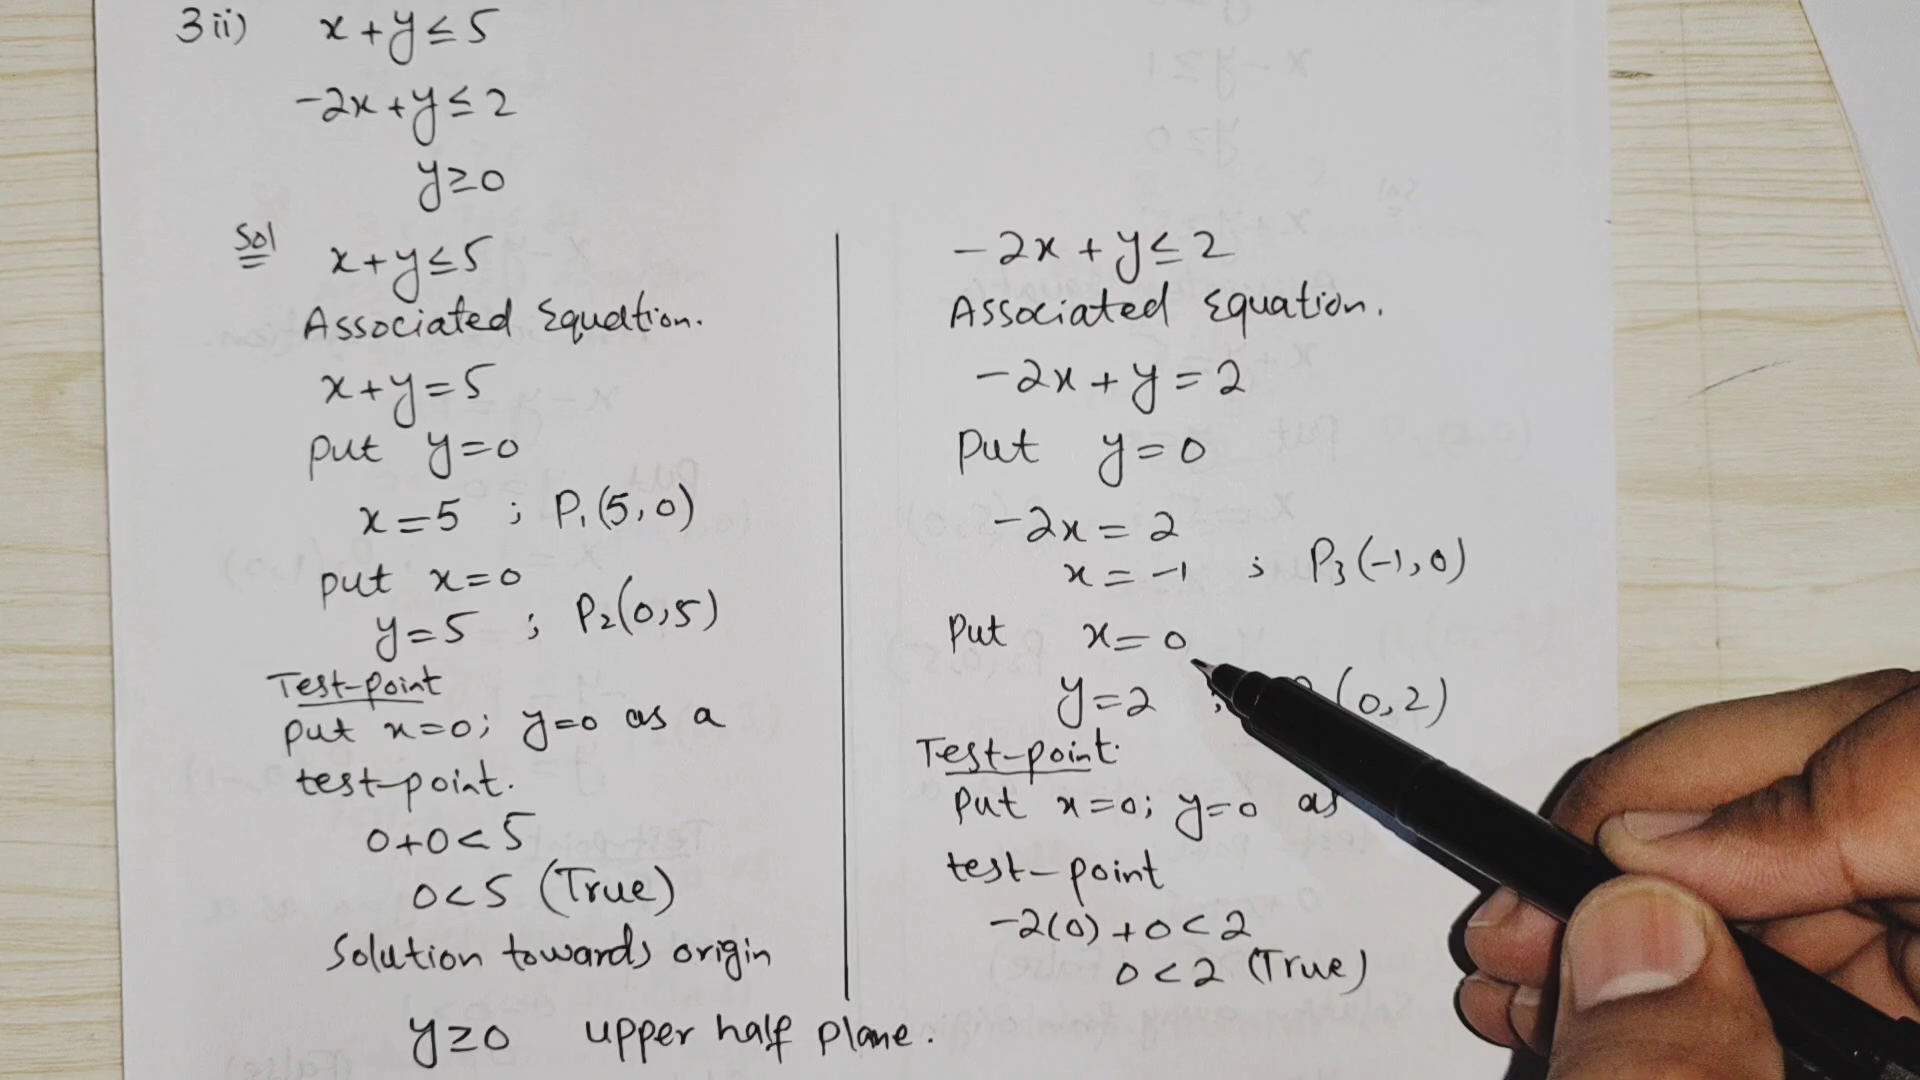 3 ii) x + y ≤ 5
-2x + y ≤ 2
y ≥ 0
Sol x + y ≤ 5
Associated Equation.
x + y = 5
Put y = 0
x = 5 ; P₁(5, 0)
put x = 0
y = 5 ; P₂(0, 5)
Test-point
put x = 0; y = 0 as a
test-point.
0 + 0 < 5
0 < 5 (True)
Solution towards origin
-2x + y ≤ 2
Associated Equation.
-2x + y = 2
Put y = 0
-2x = 2
x = -1 ; P₃(-1, 0)
Put x = 0
y = 2 ; (0, 2)
Test-point.
Put x = 0; y = 0 as
test-point
-2(0) + 0 < 2
0 < 2 (True)
y ≥ 0 upper half plane.